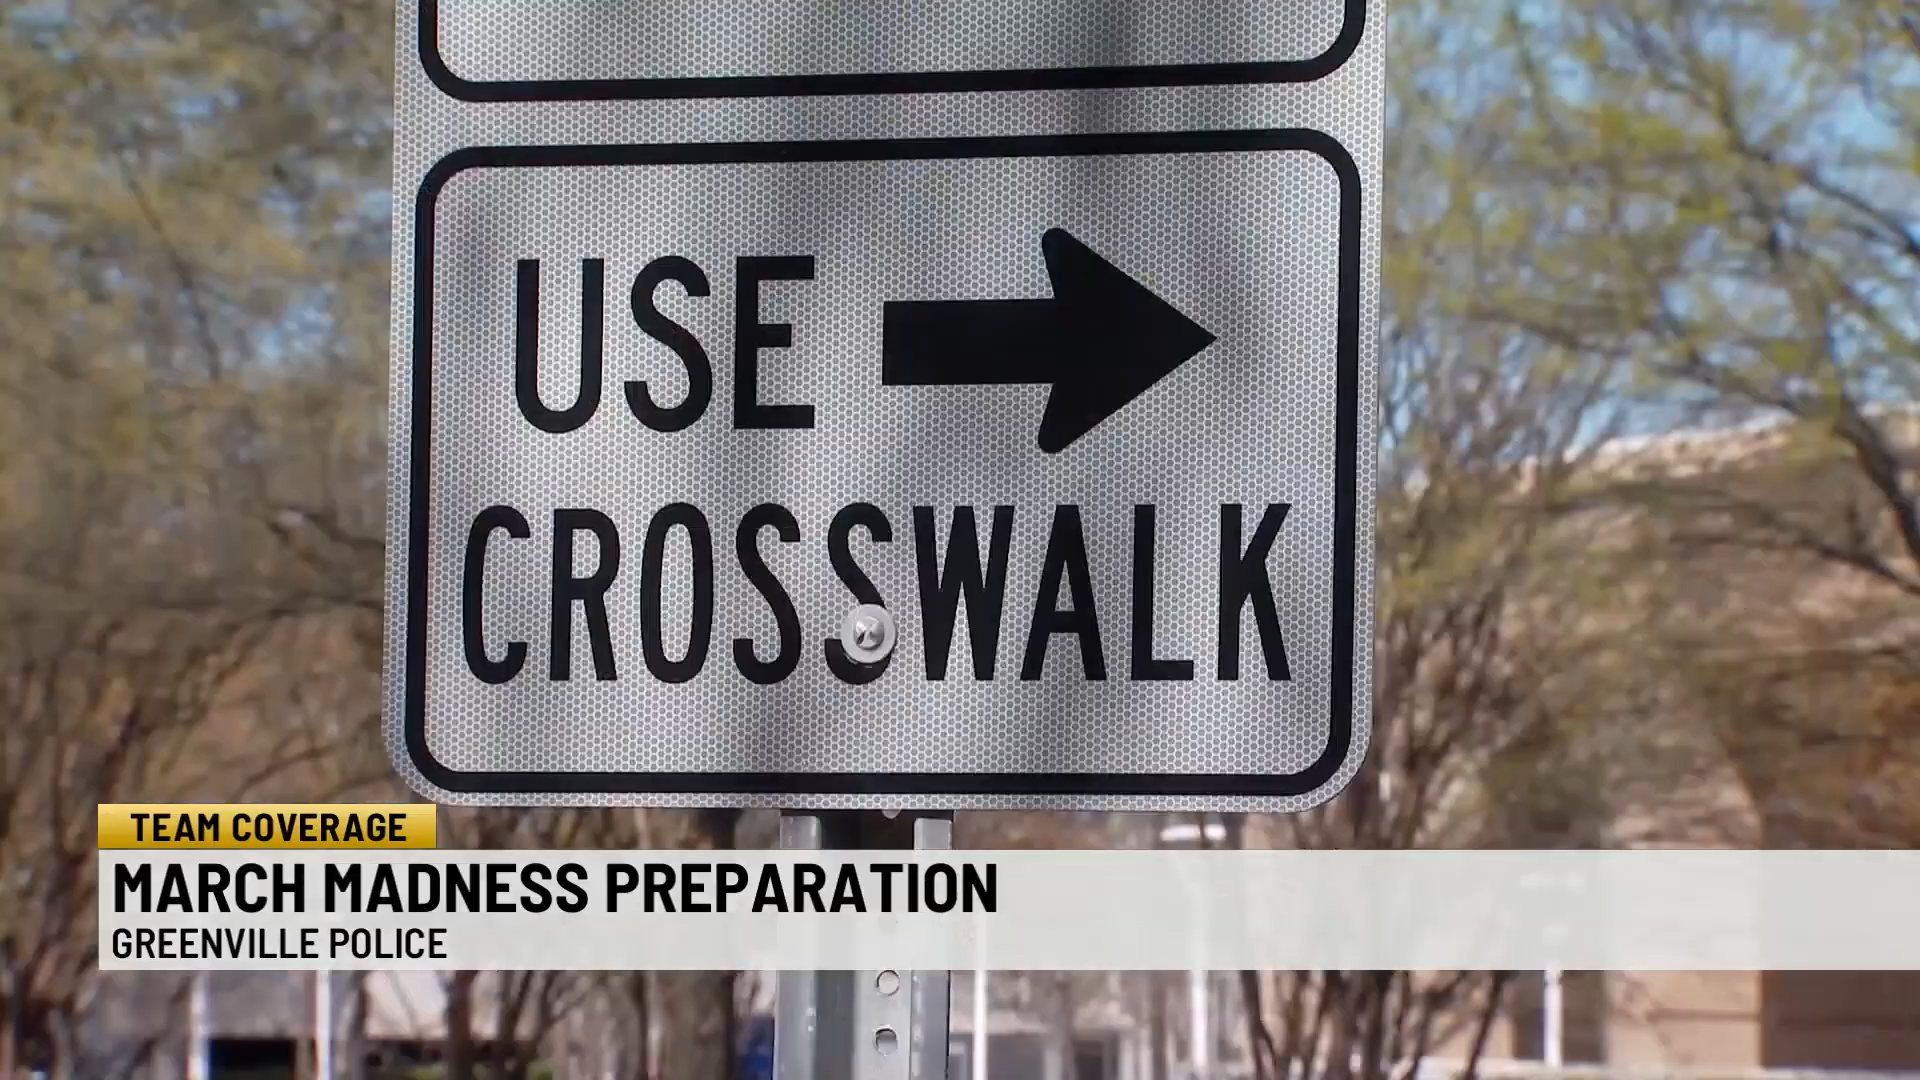 USE
CROSSWALK
TEAM COVERAGE
MARCH MADNESS PREPARATION
GREENVILLE POLICE